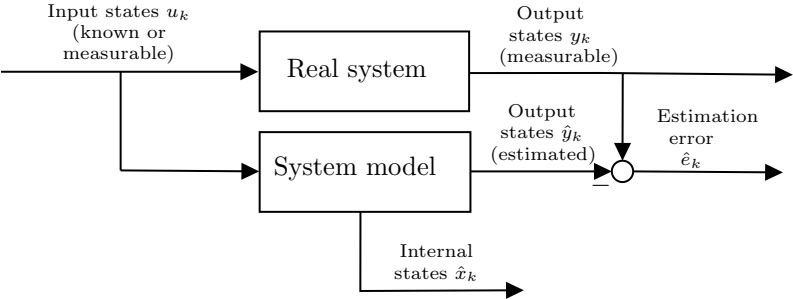 Input states $u_k$
(known or
measurable)
Real system
Output
states $y_k$
(measurable)
System model
Output
states $\hat{y}_k$
(estimated)
−
Estimation
error
$\hat{e}_k$
Internal
states $\hat{x}_k$